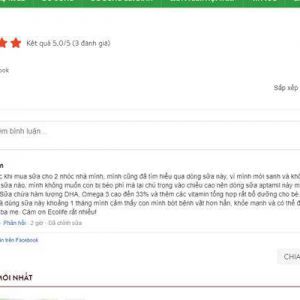 Kết quả 5,0/5 (3 đánh giá)
book
Sắp xếp
êm bình luận ...
m
c khi mua sữa cho 2 nhóc nhà mình, mình cũng đã tìm hiểu qua dòng sữa này, vì mình mới sanh và khô
sữa nào, mình không muốn con bị béo phì mà lại chú trọng vào chiều cao nên dòng sữa aptamil này m
Sữa chứa hàm lượng DHA, Omega 3 cao đến 33% và thêm các vitamin tổng hợp rất bổ dưỡng cho bé.
à dùng sữa này khoảng 1 tháng mình cảm thấy con mình bớt bệnh vặt hơn hẳn, khỏe mạnh và có thể đ
ba mẹ. Cảm ơn Ecolife rất nhiều!
Phản hồi · 2 giờ · Đã chỉnh sửa
ận trên Facebook
CHIA
MỚI NHẤT